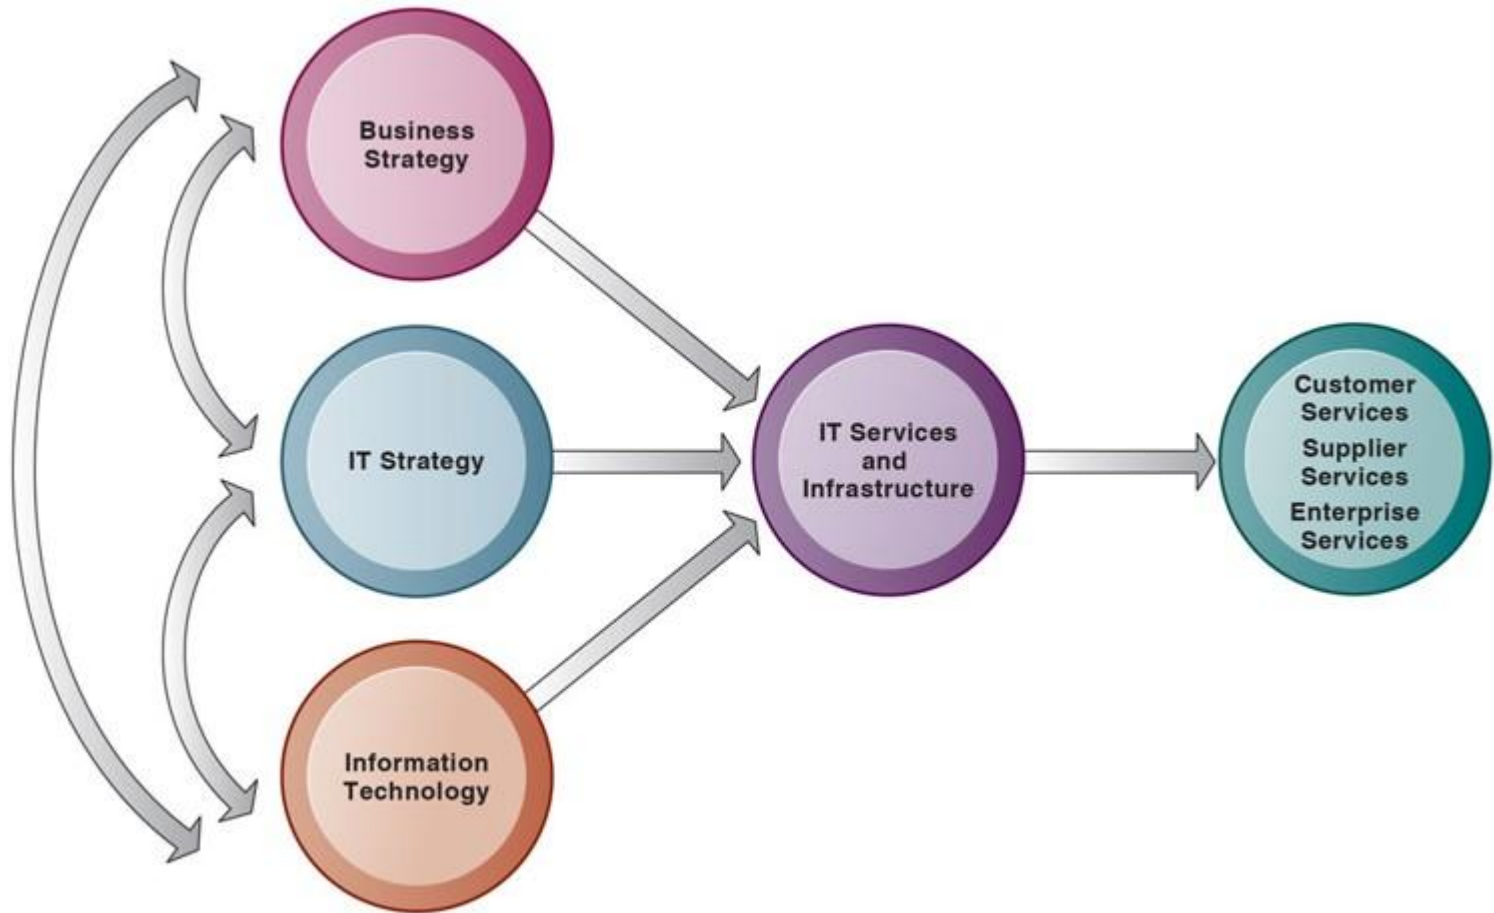 Business
Strategy
IT Strategy
Information
Technology
IT Services
and
Infrastructure
Customer
Services
Supplier
Services
Enterprise
Services